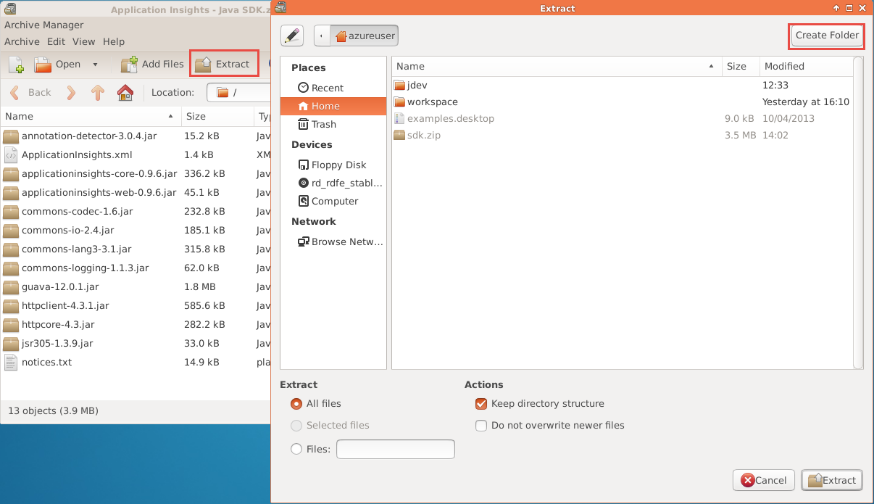 Application Insights - Java SDK.z
Archive Manager
Archive Edit View Help
Open Add Files Extract
Back Location: /
Name Size Ty
annotation-detector-3.0.4.jar 15.2 kB Jav
ApplicationInsights.xml 1.4 kB XM
applicationinsights-core-0.9.6.jar 336.2 kB Jav
applicationinsights-web-0.9.6.jar 45.1 kB Jav
commons-codec-1.6.jar 232.8 kB Jav
commons-io-2.4.jar 185.1 kB Jav
commons-lang3-3.1.jar 315.8 kB Jav
commons-logging-1.1.3.jar 62.0 kB Jav
guava-12.0.1.jar 1.8 MB Jav
httpclient-4.3.1.jar 585.6 kB Jav
httpcore-4.3.jar 282.2 kB Jav
jsr305-1.3.9.jar 33.0 kB Jav
notices.txt 14.9 kB pla
13 objects (3.9 MB)
Extract
azureuser Create Folder
Places
Recent
Home
Trash
Devices
Floppy Disk
rd_rdfe_stabl...
Computer
Network
Browse Netw...
Name Size Modified
jdev 12:33
workspace Yesterday at 16:10
examples.desktop 9.0 kB 10/04/2013
sdk.zip 3.5 MB 14:02
Extract
All files
Selected files
Files:
Actions
Keep directory structure
Do not overwrite newer files
Cancel Extract